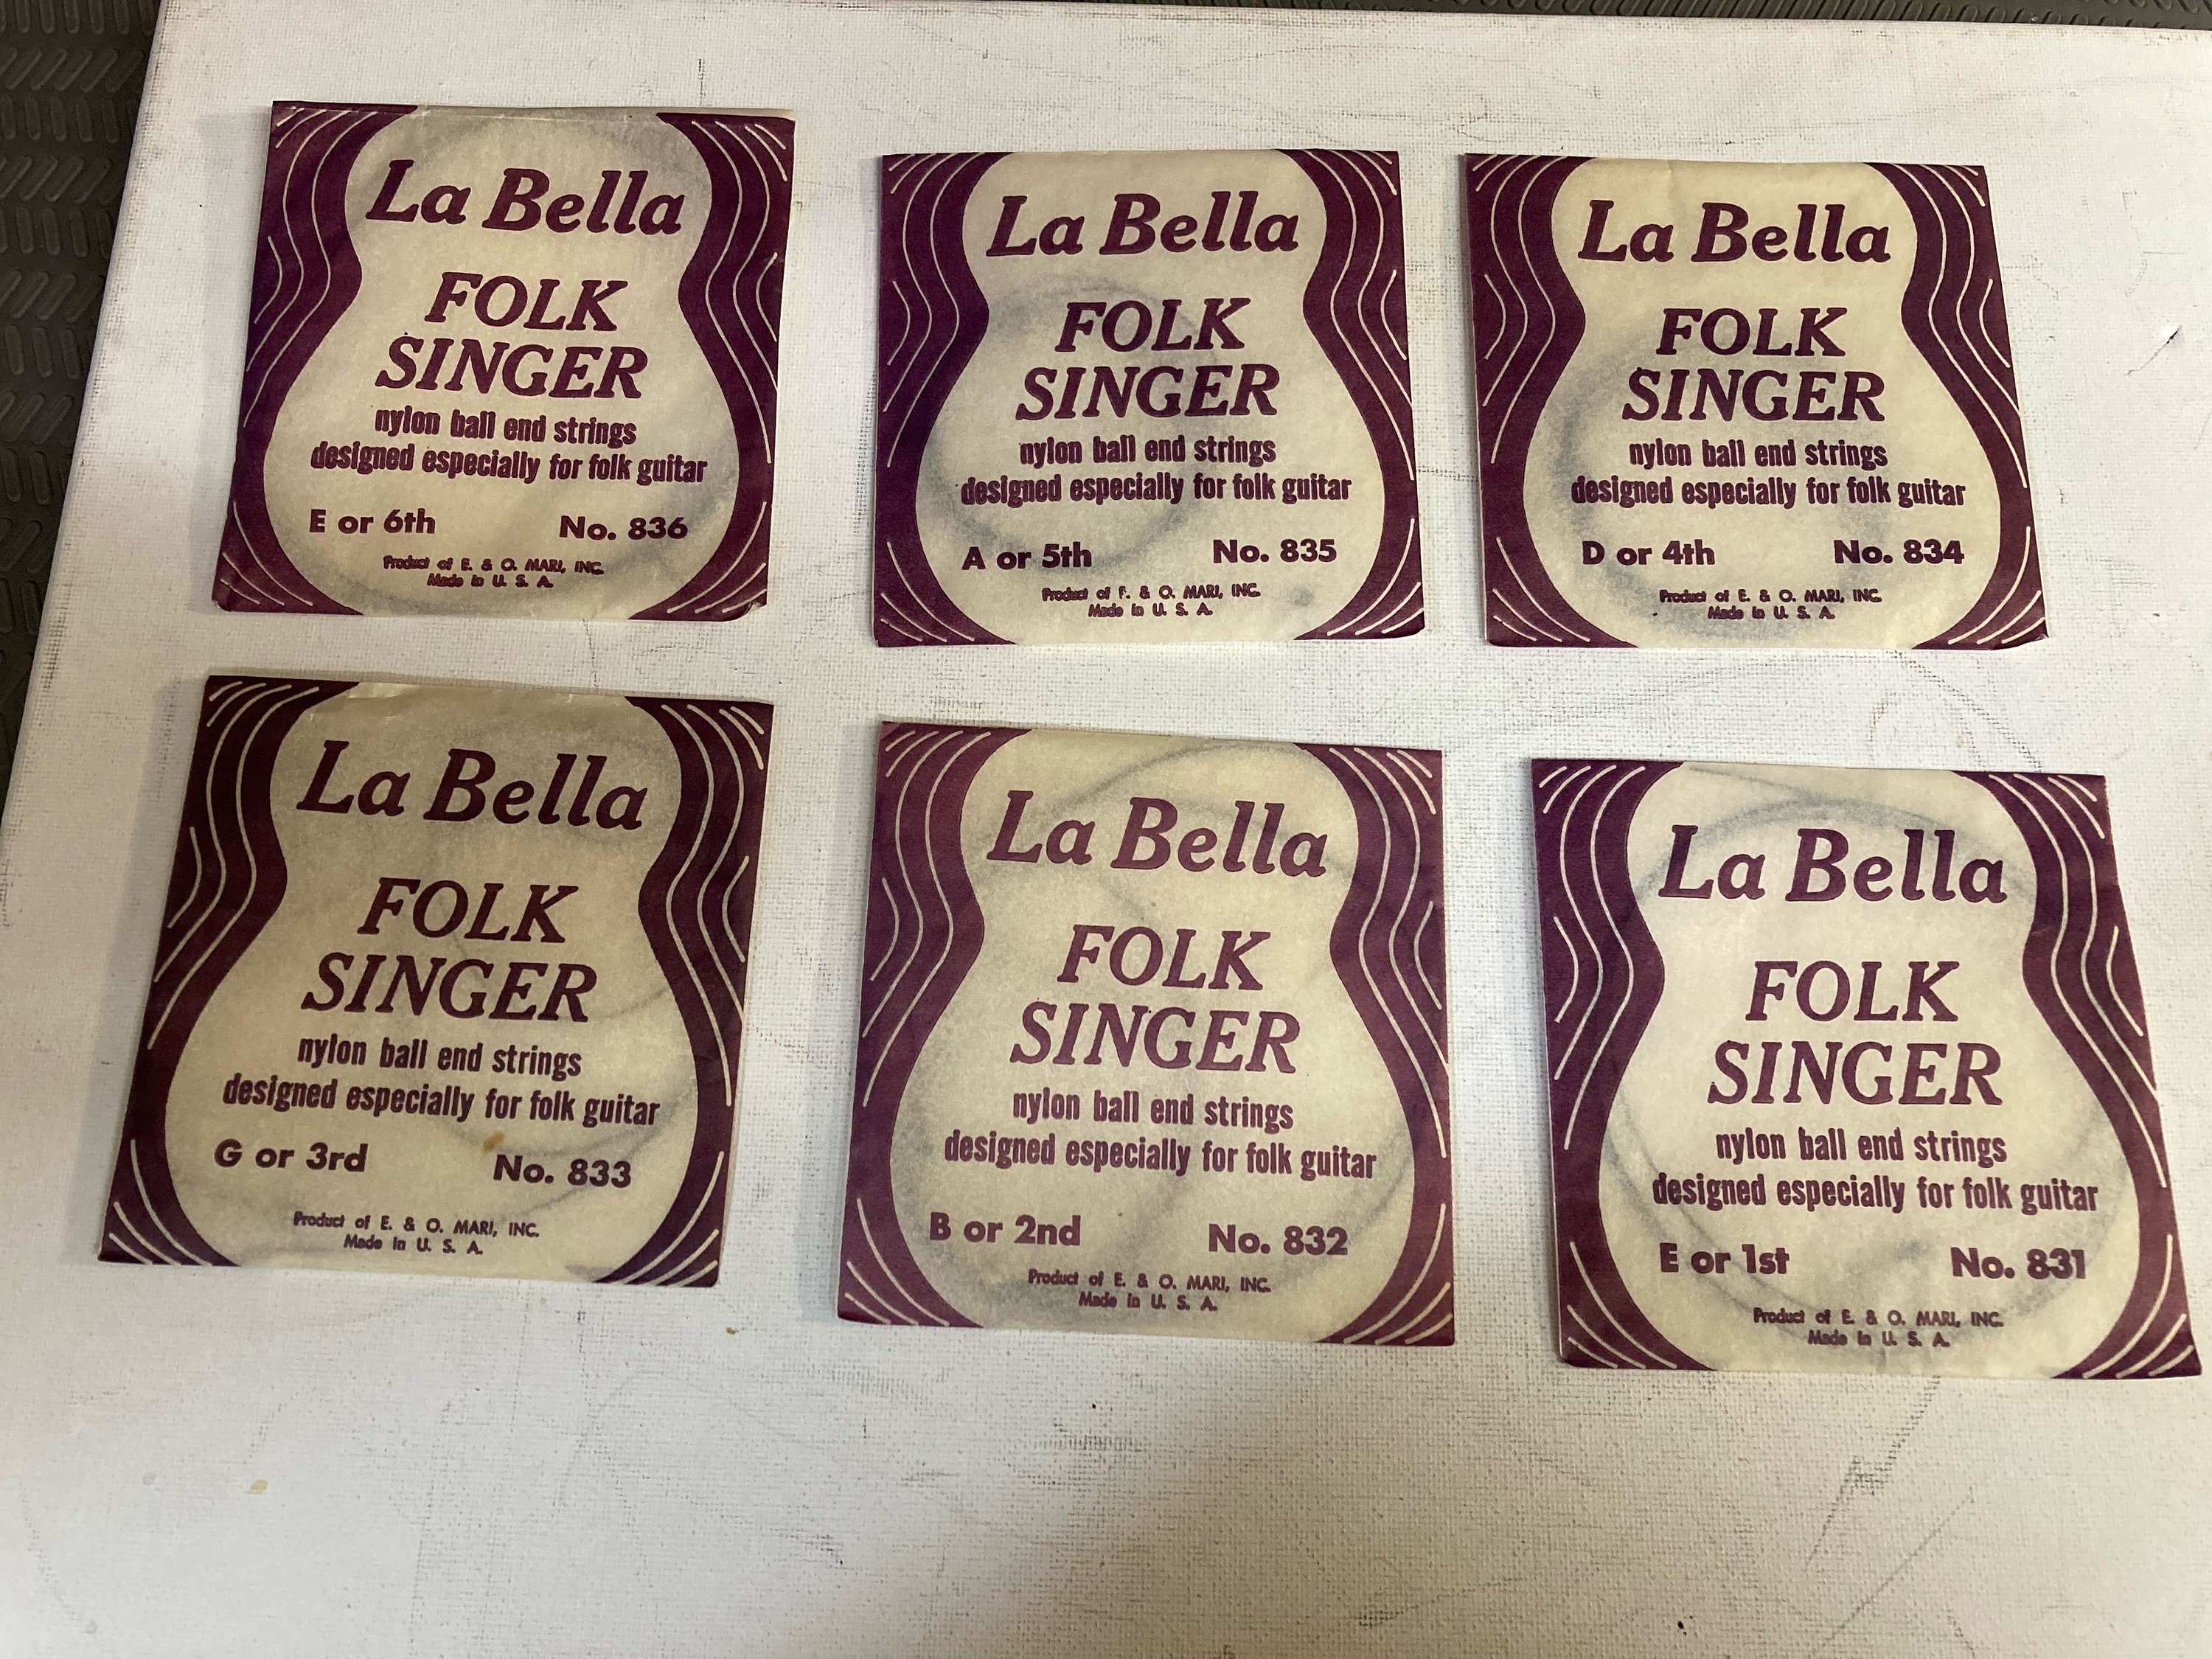 La Bella
FOLK
SINGER
nylon ball end strings
designed especially for folk guitar
E or 6th No. 836
Product of E. & O. MARI, INC.
Made in U. S. A.
La Bella
FOLK
SINGER
nylon ball end strings
designed especially for folk guitar
A or 5th No. 835
Product of F. & O. MARI, INC.
Made in U. S. A.
La Bella
FOLK
SINGER
nylon ball end strings
designed especially for folk guitar
D or 4th No. 834
Product of E. & O. MARI, INC.
Made in U. S. A.
La Bella
FOLK
SINGER
nylon ball end strings
designed especially for folk guitar
G or 3rd No. 833
Product of E. & O. MARI, INC.
Made in U. S. A.
La Bella
FOLK
SINGER
nylon ball end strings
designed especially for folk guitar
B or 2nd No. 832
Product of E. & O. MARI, INC.
Made in U. S. A.
La Bella
FOLK
SINGER
nylon ball end strings
designed especially for folk guitar
E or 1st No. 831
Product of E. & O. MARI, INC.
Made in U. S. A.